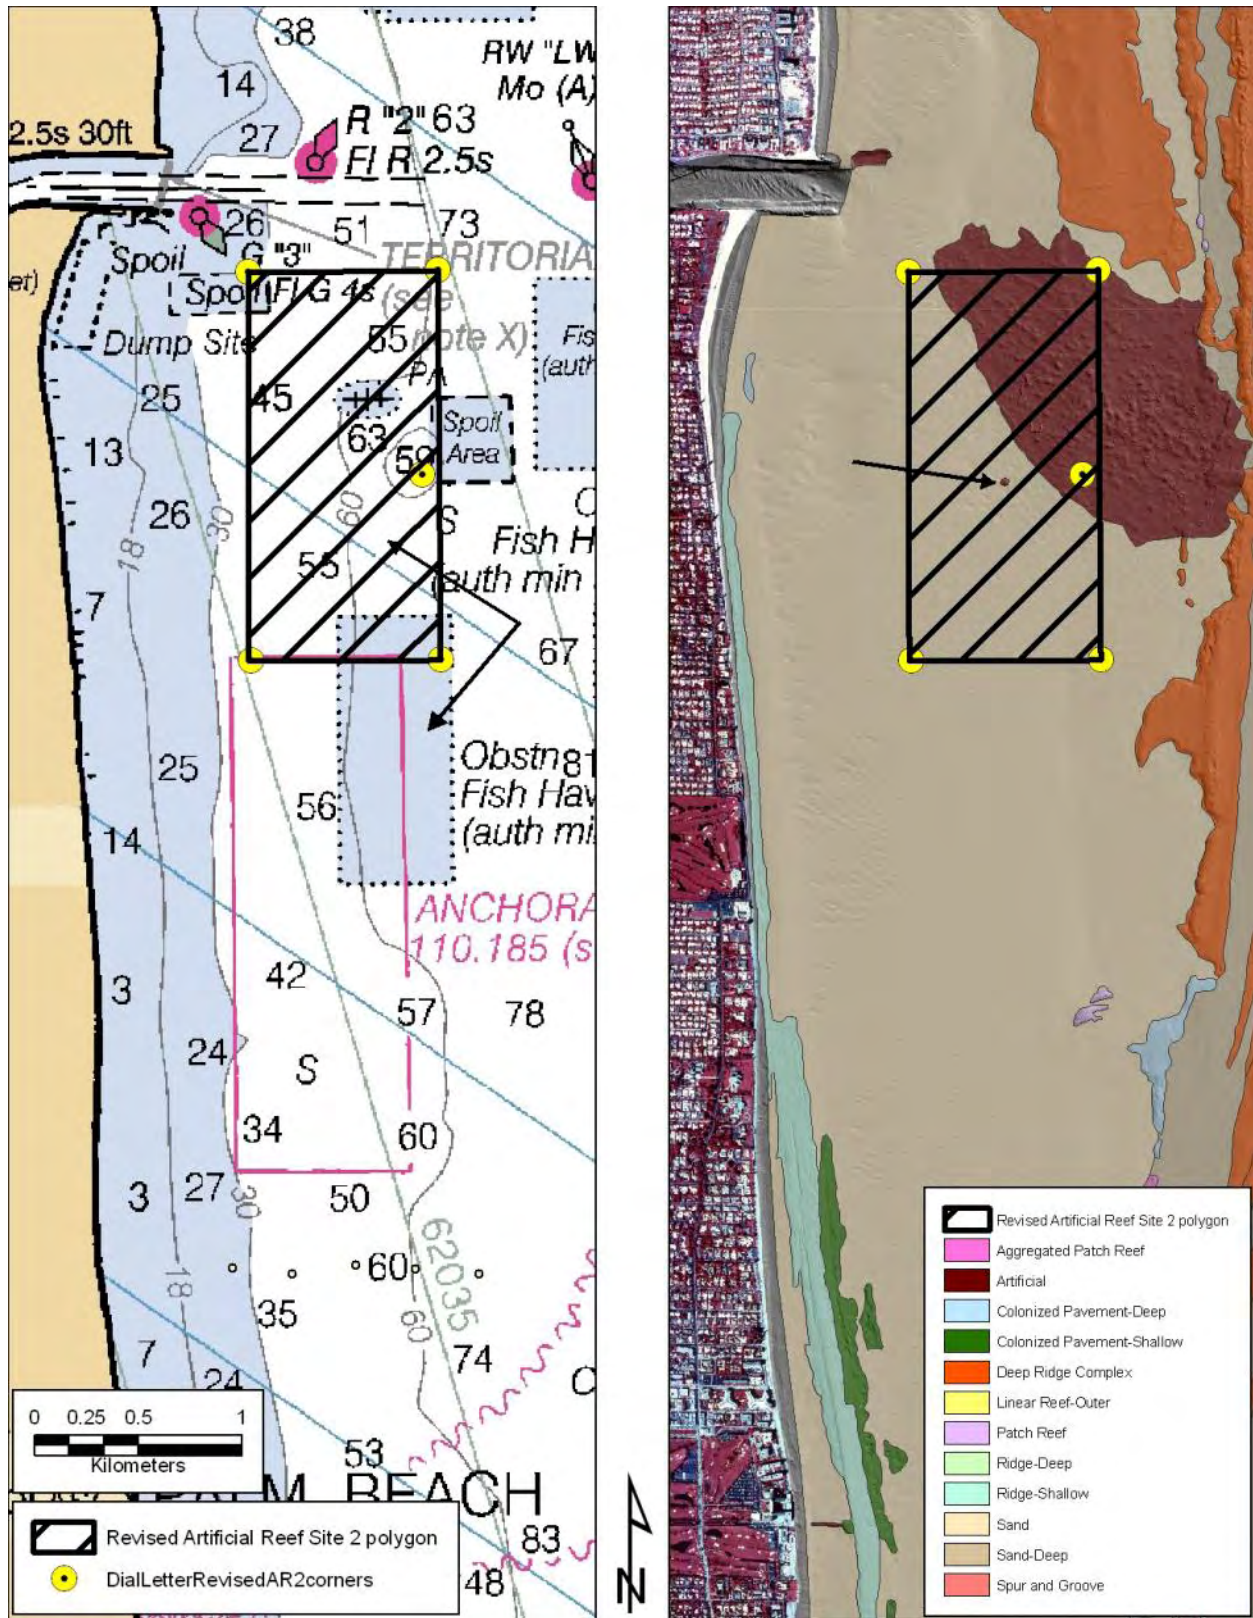 38
RW "LW
Mo (A)
14
2.5s 30ft
27
R "2" 63
Fl R 2.5s
26
51
73
G "3"
Spoil
TERRITORIA
et)
Spoil Fl G 4s
(see
Dump Site
55
note X)
Fis
(auth
PA
25
45
13
63
Spoil
Area
59
26
30
60
S
C
18
Fish H
55
(auth min
7
67
25
56
Obstn
81
Fish Hav
(auth mi
14
ANCHORA
110.185 (s
42
3
57
78
24
S
34
60
3
27
30
50
62035
18
60
35
60
7
74
24
C
53
PALM BEACH
83
48
0 0.25 0.5 1
Kilometers
Revised Artificial Reef Site 2 polygon
DialLetterRevisedAR2corners
N
Revised Artificial Reef Site 2 polygon
Aggregated Patch Reef
Artificial
Colonized Pavement-Deep
Colonized Pavement-Shallow
Deep Ridge Complex
Linear Reef-Outer
Patch Reef
Ridge-Deep
Ridge-Shallow
Sand
Sand-Deep
Spur and Groove